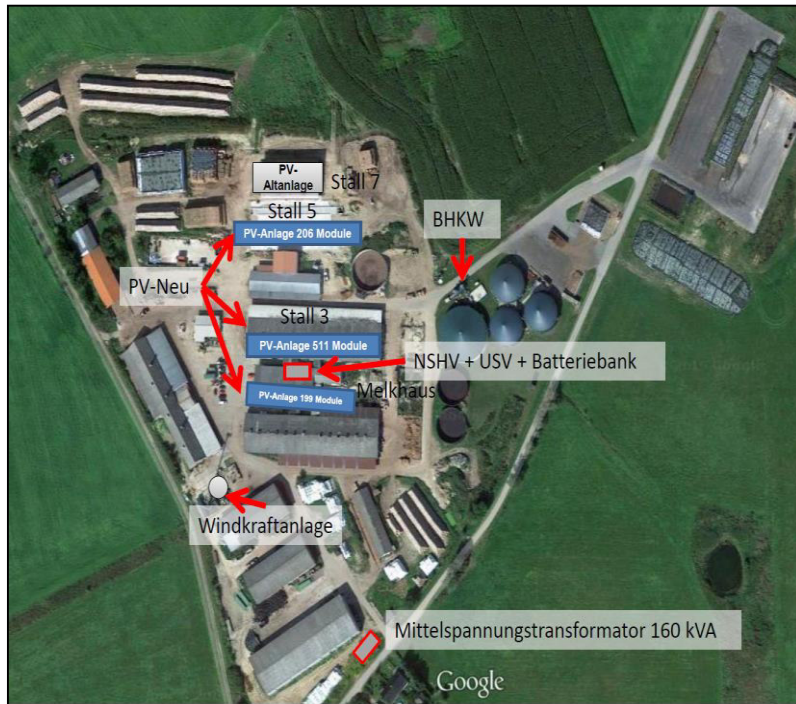 PV-
Altanlage
Stall 7
Stall 5
PV-Anlage 206 Module
BHKW
PV-Neu
Stall 3
PV-Anlage 511 Module
NSHV + USV + Batteriebank
Melkhaus
PV-Anlage 199 Module
Windkraftanlage
Mittelspannungstransformator 160 kVA
Google